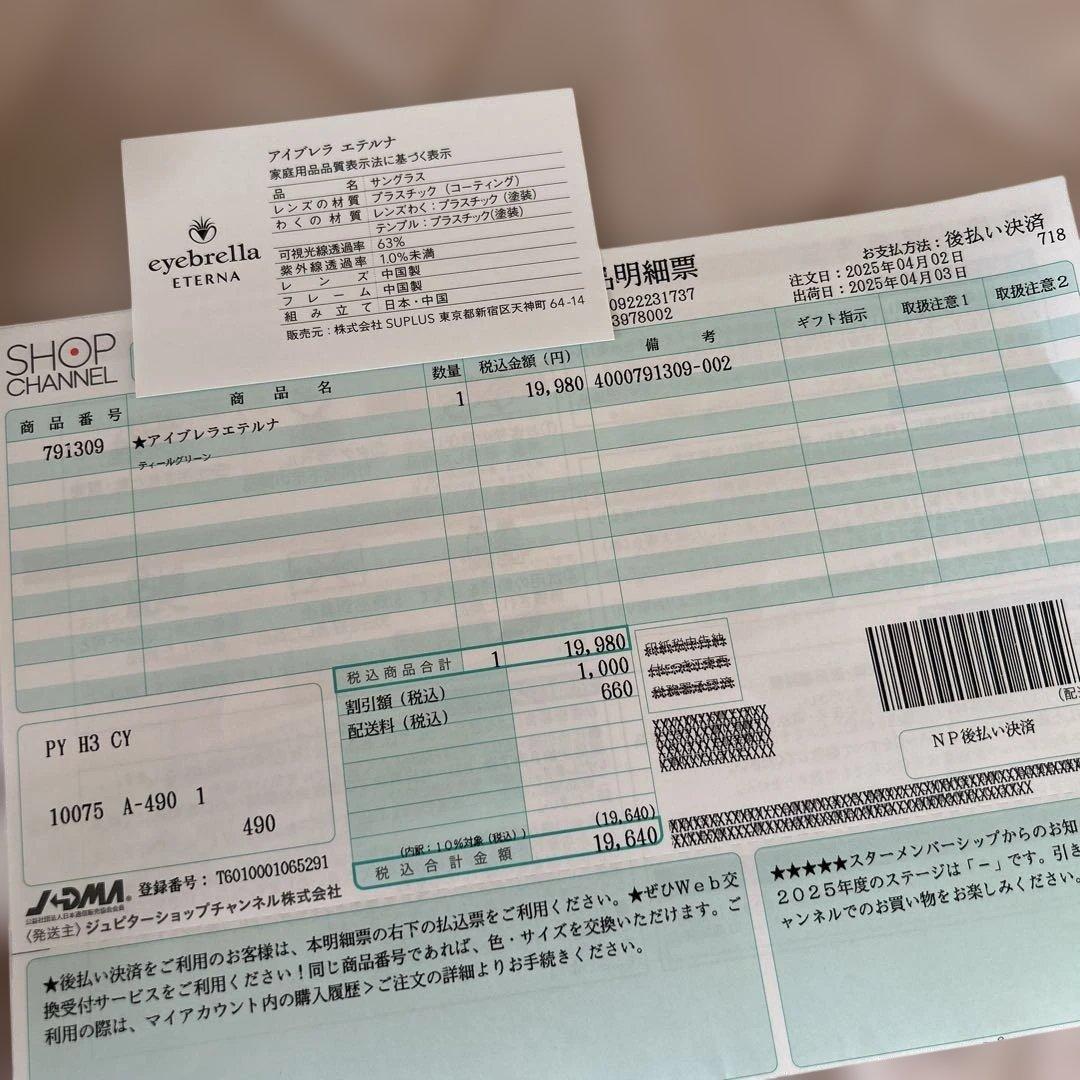 アイブレラ エテルナ
家庭用品品質表示法に基づく表示
品名 サングラス
レンズの材質 プラスチック（コーティング）
わくの材質 レンズわく：プラスチック（塗装）
テンプル：プラスチック（塗装）
可視光線透過率 63%
紫外線透過率 1.0%未満
レンズ 中国製
フレーム 中国製
組み立て 日本・中国
販売元：株式会社 SUPLUS 東京都新宿区天神町 64-14
eyebrella
ETERNA
SHOP
CHANNEL
品明細票
0922231737
3978002
お支払方法：後払い決済
718
注文日：2025年04月02日
出荷日：2025年04月03日
商品番号 商品名 数量 税込金額（円） 備考 ギフト指示 取扱注意1 取扱注意2
791309 ★アイブレラエテルナ 1 19,980 4000791309-002
ティールグリーン
税込商品合計 1 19,980
割引額（税込） 1,000
配送料（税込） 660
（内訳：10%対象（税込）） (19,640)
税込合計金額 19,640
NP後払い決済
PY H3 CY
10075 A-490 1
490
JADMA
公益社団法人日本通信販売協会会員
登録番号：T6010001065291
〈発送主〉ジュピターショップチャンネル株式会社
★後払い決済をご利用のお客様は、本明細票の右下の払込票をご利用ください。★ぜひWeb交
換受付サービスをご利用ください！同じ商品番号であれば、色・サイズを交換いただけます。ご
利用の際は、マイアカウント内の購入履歴＞ご注文の詳細よりお手続きください。
★★★★★スターメンバーシップからのお知
2025年度のステージは「－」です。引き
ャンネルでのお買い物をお楽しみください。